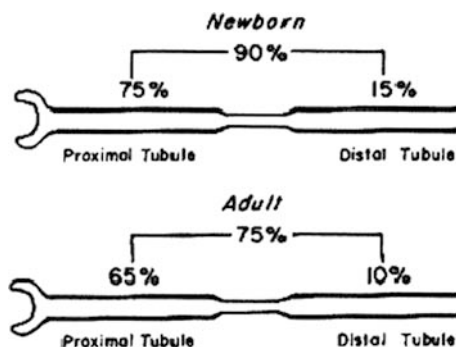 Newborn
90%
75% 15%
Proximal Tubule Distal Tubule
Adult
75%
65% 10%
Proximal Tubule Distal Tubule